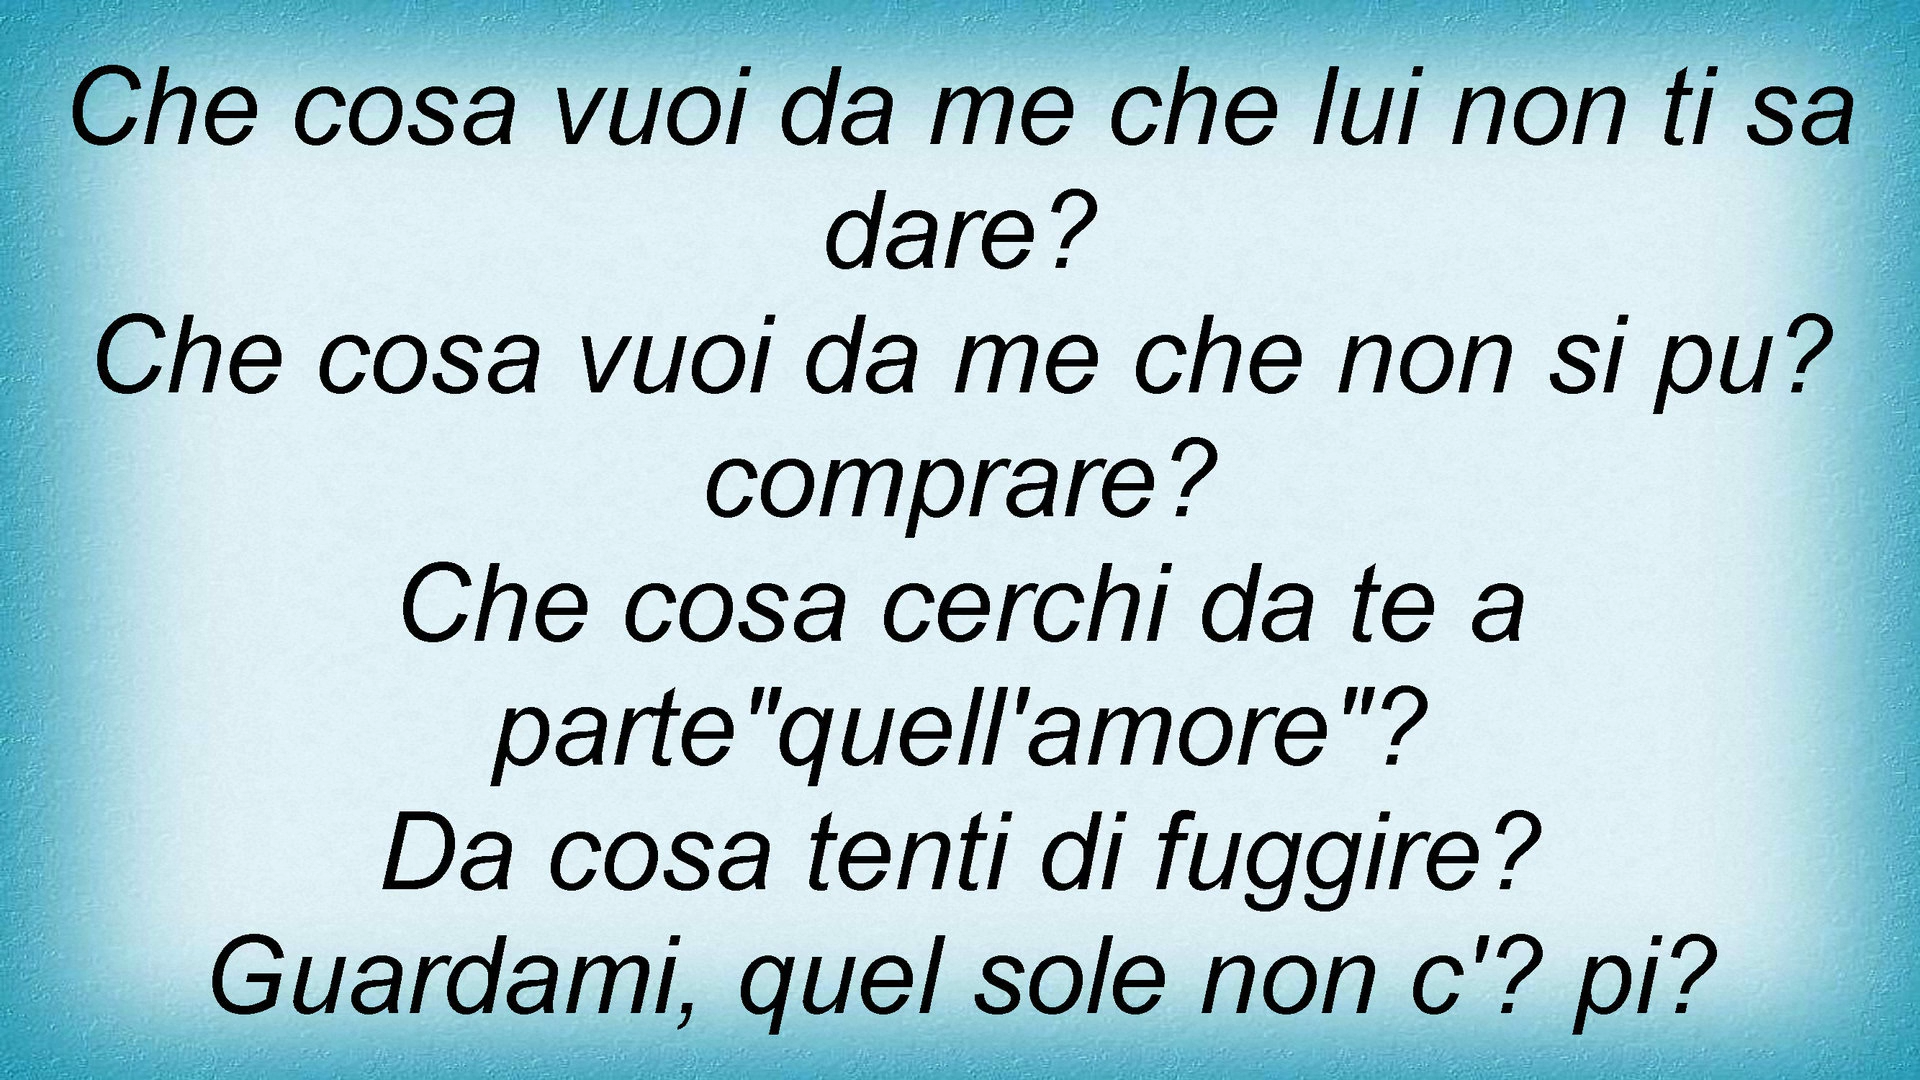 Che cosa vuoi da me che lui non ti sa
dare?
Che cosa vuoi da me che non si pu?
comprare?
Che cosa cerchi da te a
parte"quell'amore"?
Da cosa tenti di fuggire?
Guardami, quel sole non c'? pi?